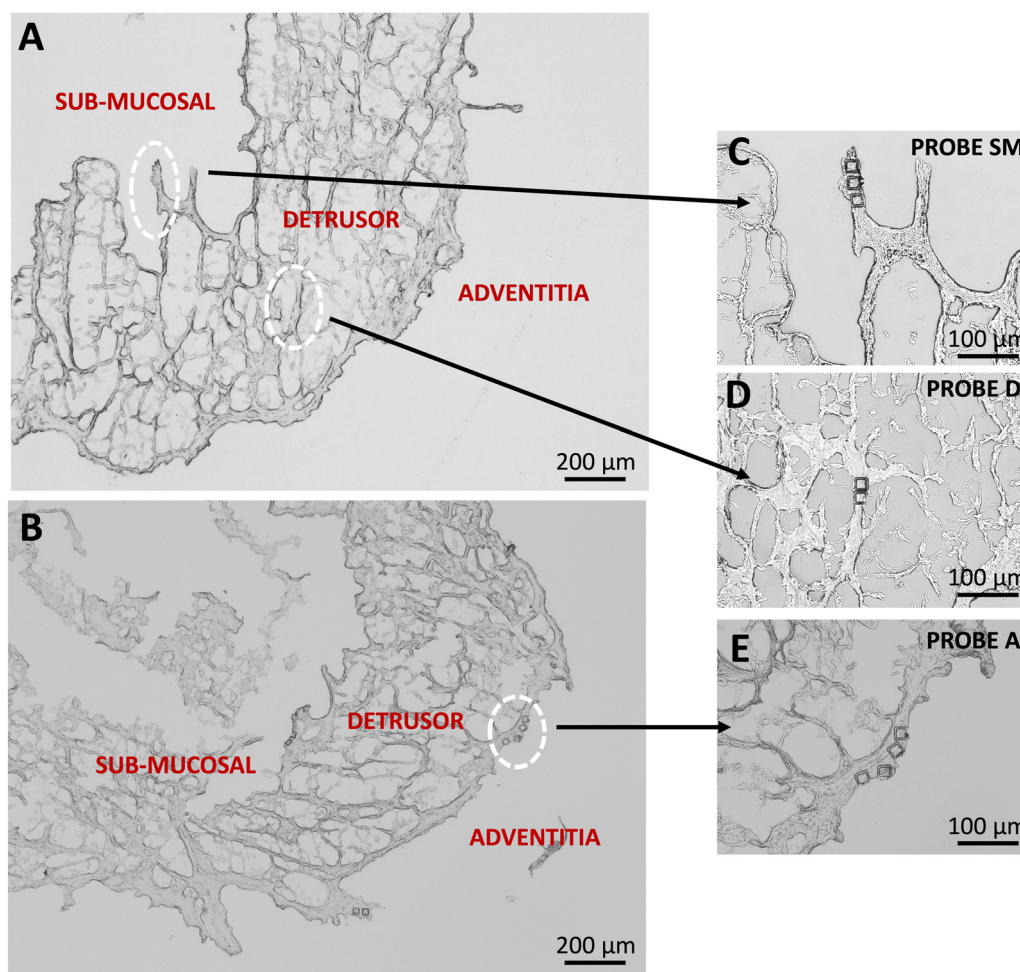 A
SUB-MUCOSAL
DETRUSOR
ADVENTITIA
200 µm
B
DETRUSOR
SUB-MUCOSAL
ADVENTITIA
200 µm
C
PROBE SM
100 µm
D
PROBE D
100 µm
E
PROBE A
100 µm